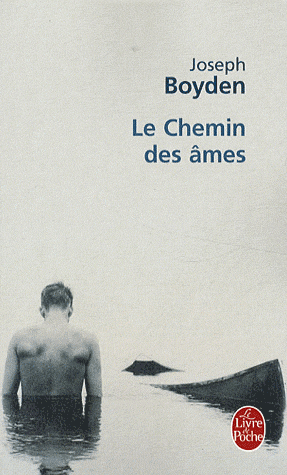 Joseph
Boyden
Le Chemin
des âmes
Le
Livre
de
Poche